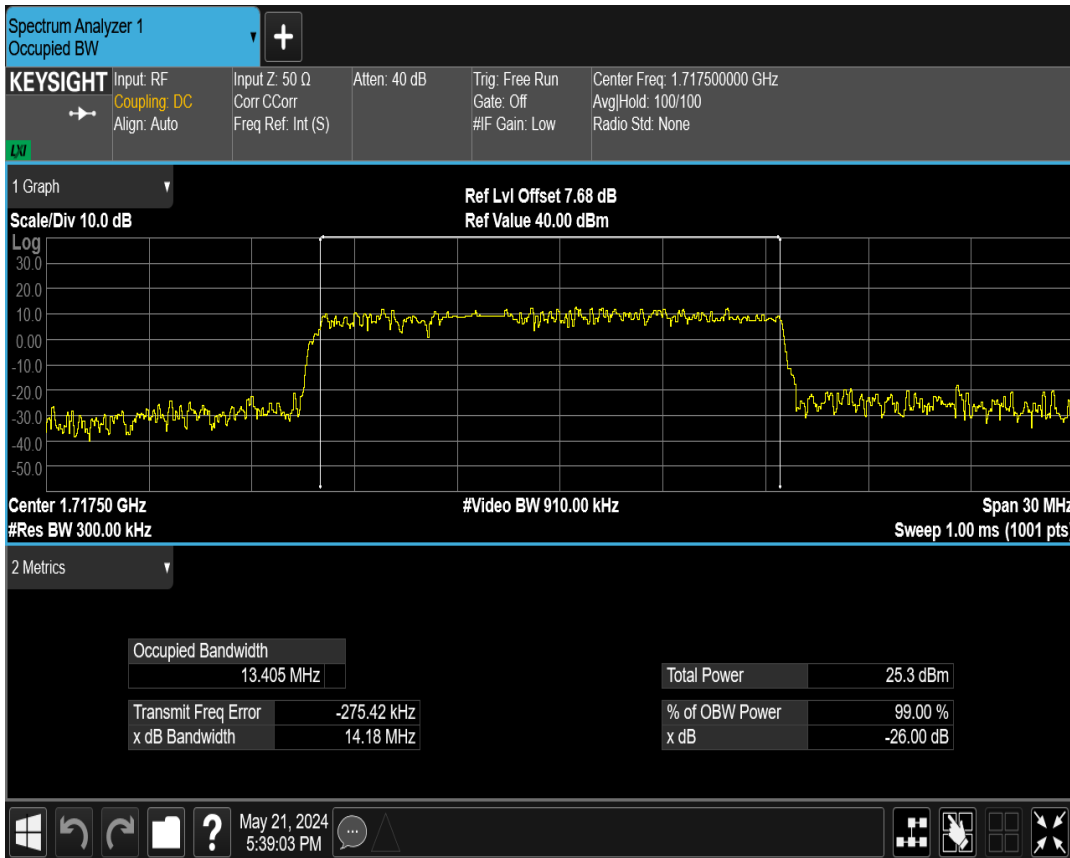 Spectrum Analyzer 1
Occupied BW
KEYSIGHT
Input: RF
Coupling: DC
Align: Auto
Input Z: 50 Ω
Corr CCorr
Freq Ref: Int (S)
Atten: 40 dB
Trig: Free Run
Gate: Off
#IF Gain: Low
Center Freq: 1.717500000 GHz
Avg|Hold: 100/100
Radio Std: None
LXI
1 Graph
Scale/Div 10.0 dB
Ref Lvl Offset 7.68 dB
Ref Value 40.00 dBm
Log
30.0
20.0
10.0
0.00
-10.0
-20.0
-30.0
-40.0
-50.0
Center 1.71750 GHz
#Video BW 910.00 kHz
Span 30 MHz
#Res BW 300.00 kHz
Sweep 1.00 ms (1001 pts)
2 Metrics
Occupied Bandwidth
13.405 MHz
Total Power 25.3 dBm
Transmit Freq Error -275.42 kHz
% of OBW Power 99.00 %
x dB Bandwidth 14.18 MHz
x dB -26.00 dB
May 21, 2024
5:39:03 PM